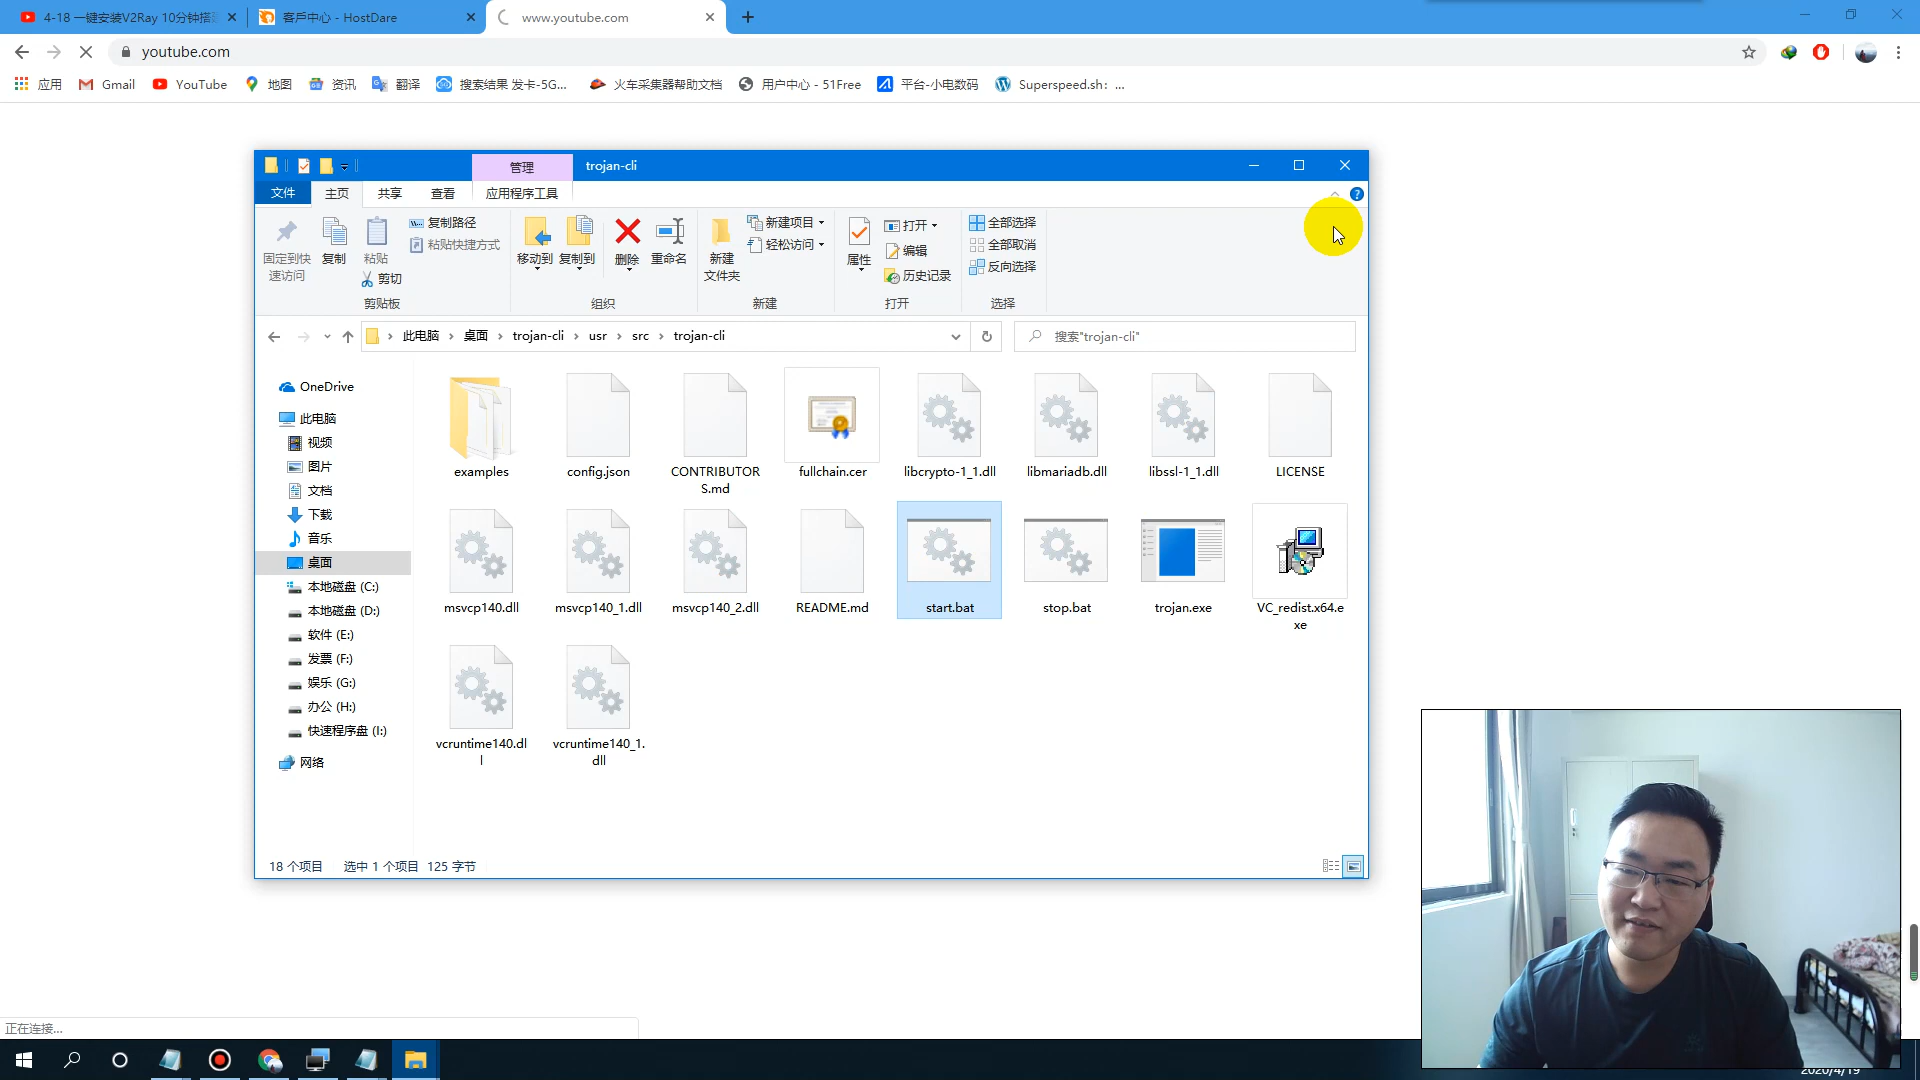 4-18 一键安装V2Ray 10分钟搭
客戶中心 - HostDare
www.youtube.com
youtube.com
应用
Gmail
YouTube
地图
资讯
翻译
搜索结果 发卡-5G...
火车采集器帮助文档
用户中心 - 51Free
平台-小电数码
Superspeed.sh: ...
管理
trojan-cli
文件
主页
共享
查看
应用程序工具
固定到快
速访问
复制
粘贴
复制路径
粘贴快捷方式
剪切
剪贴板
移动到
复制到
删除
重命名
组织
新建
文件夹
新建项目
轻松访问
新建
属性
打开
编辑
历史记录
打开
全部选择
全部取消
反向选择
选择
此电脑 › 桌面 › trojan-cli › usr › src › trojan-cli
搜索"trojan-cli"
OneDrive
此电脑
视频
图片
文档
下载
音乐
桌面
本地磁盘 (C:)
本地磁盘 (D:)
软件 (E:)
发票 (F:)
娱乐 (G:)
办公 (H:)
快速程序盘 (I:)
网络
examples
config.json
CONTRIBUTOR
S.md
fullchain.cer
libcrypto-1_1.dll
libmariadb.dll
libssl-1_1.dll
LICENSE
msvcp140.dll
msvcp140_1.dll
msvcp140_2.dll
README.md
start.bat
stop.bat
trojan.exe
VC_redist.x64.e
xe
vcruntime140.dl
l
vcruntime140_1.
dll
18 个项目
选中 1 个项目 125 字节
正在连接...
2020/4/19